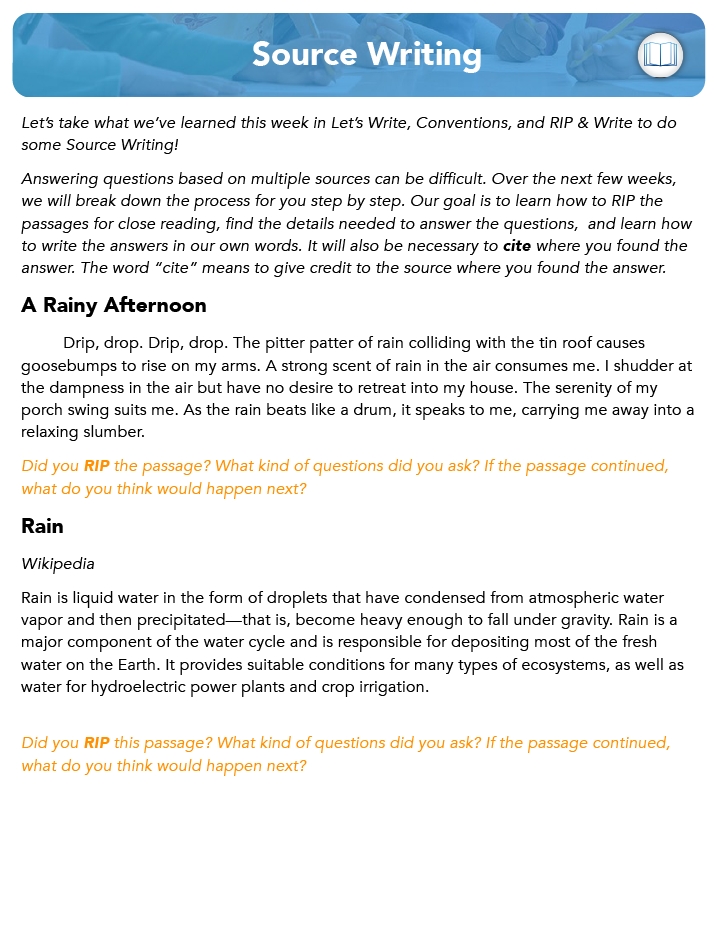 Source Writing
Let’s take what we’ve learned this week in Let’s Write, Conventions, and RIP & Write to do
some Source Writing!
Answering questions based on multiple sources can be difficult. Over the next few weeks,
we will break down the process for you step by step. Our goal is to learn how to RIP the
passages for close reading, find the details needed to answer the questions,  and learn how
to write the answers in our own words. It will also be necessary to cite where you found the
answer. The word “cite” means to give credit to the source where you found the answer.
A Rainy Afternoon
Drip, drop. Drip, drop. The pitter patter of rain colliding with the tin roof causes
goosebumps to rise on my arms. A strong scent of rain in the air consumes me. I shudder at
the dampness in the air but have no desire to retreat into my house. The serenity of my
porch swing suits me. As the rain beats like a drum, it speaks to me, carrying me away into a
relaxing slumber.
Did you RIP the passage? What kind of questions did you ask? If the passage continued,
what do you think would happen next?
Rain
Wikipedia
Rain is liquid water in the form of droplets that have condensed from atmospheric water
vapor and then precipitated—that is, become heavy enough to fall under gravity. Rain is a
major component of the water cycle and is responsible for depositing most of the fresh
water on the Earth. It provides suitable conditions for many types of ecosystems, as well as
water for hydroelectric power plants and crop irrigation.
Did you RIP this passage? What kind of questions did you ask? If the passage continued,
what do you think would happen next?